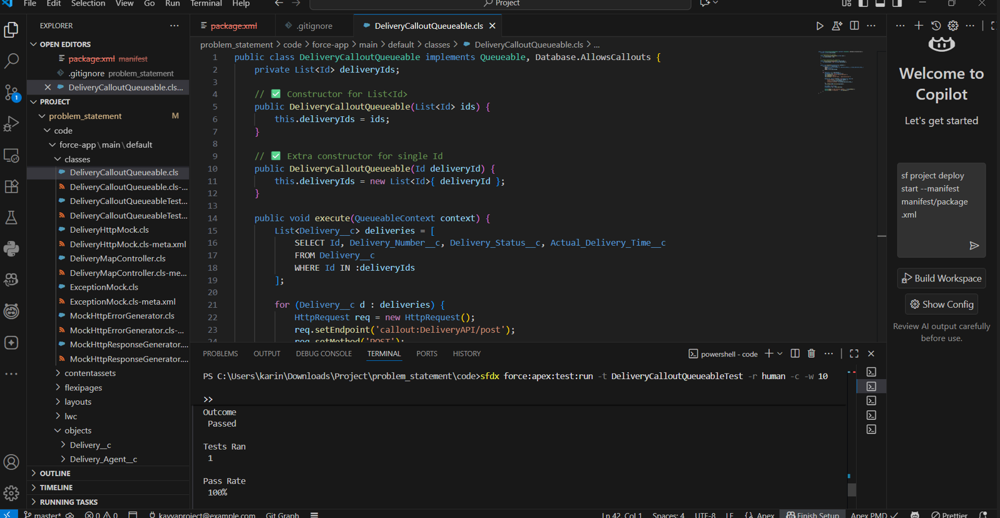 File Edit Selection View Go Run Terminal Help
Project
EXPLORER
OPEN EDITORS
package.xml manifest
.gitignore problem_statement
DeliveryCalloutQueueable.cls...
PROJECT
problem_statement M
code
force-app\main\default
classes
DeliveryCalloutQueueable.cls
DeliveryCalloutQueueable.cls-...
DeliveryCalloutQueueableTest...
DeliveryCalloutQueueableTest...
DeliveryHttpMock.cls
DeliveryHttpMock.cls-meta.xml
DeliveryMapController.cls
DeliveryMapController.cls-me...
ExceptionMock.cls
ExceptionMock.cls-meta.xml
MockHttpErrorGenerator.cls
MockHttpErrorGenerator.cls-...
MockHttpResponseGenerator....
MockHttpResponseGenerator....
contentassets
flexipages
layouts
lwc
objects
Delivery__c
Delivery_Agent__c
OUTLINE
TIMELINE
RUNNING TASKS
1
package.xml .gitignore DeliveryCalloutQueueable.cls
problem_statement > code > force-app > main > default > classes > DeliveryCalloutQueueable.cls > ...
1 public class DeliveryCalloutQueueable implements Queueable, Database.AllowsCallouts {
2 private List<Id> deliveryIds;
3
4 // ✅ Constructor for List<Id>
5 public DeliveryCalloutQueueable(List<Id> ids) {
6 this.deliveryIds = ids;
7 }
8
9 // ✅ Extra constructor for single Id
10 public DeliveryCalloutQueueable(Id deliveryId) {
11 this.deliveryIds = new List<Id>{ deliveryId };
12 }
13
14 public void execute(QueueableContext context) {
15 List<Delivery__c> deliveries = [
16 SELECT Id, Delivery_Number__c, Delivery_Status__c, Actual_Delivery_Time__c
17 FROM Delivery__c
18 WHERE Id IN :deliveryIds
19 ];
20
21 for (Delivery__c d : deliveries) {
22 HttpRequest req = new HttpRequest();
23 req.setEndpoint('callout:DeliveryAPI/post');
24 req.setMethod('POST');
PROBLEMS OUTPUT DEBUG CONSOLE TERMINAL PORTS HISTORY
powershell - code
PS C:\Users\karin\Downloads\Project\problem_statement\code>sfdx force:apex:test:run -t DeliveryCalloutQueueableTest -r human -c -w 10
>>
Outcome
Passed
Tests Ran
1
Pass Rate
100%
Welcome to
Copilot
Let's get started
sf project deploy
start --manifest
manifest/package
.xml
Build Workspace
Show Config
Review AI output carefully
before use.
master* 0 0 kavyaproject@example.com Git Graph Ln 42, Col 1 Spaces: 4 UTF-8 LF {} Apex Finish Setup Apex PMD Prettier